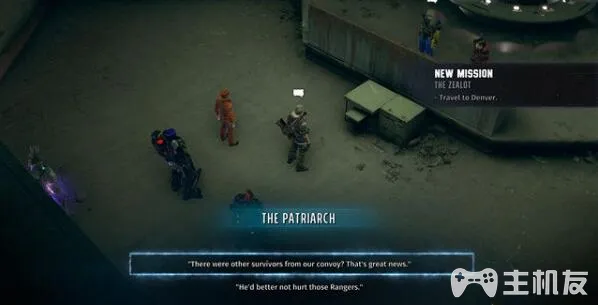 NEW MISSION
THE ZEALOT
- Travel to Denver.
THE PATRIARCH
"There were other survivors from our convoy? That's great news."
"He'd better not hurt those Rangers."
主机友